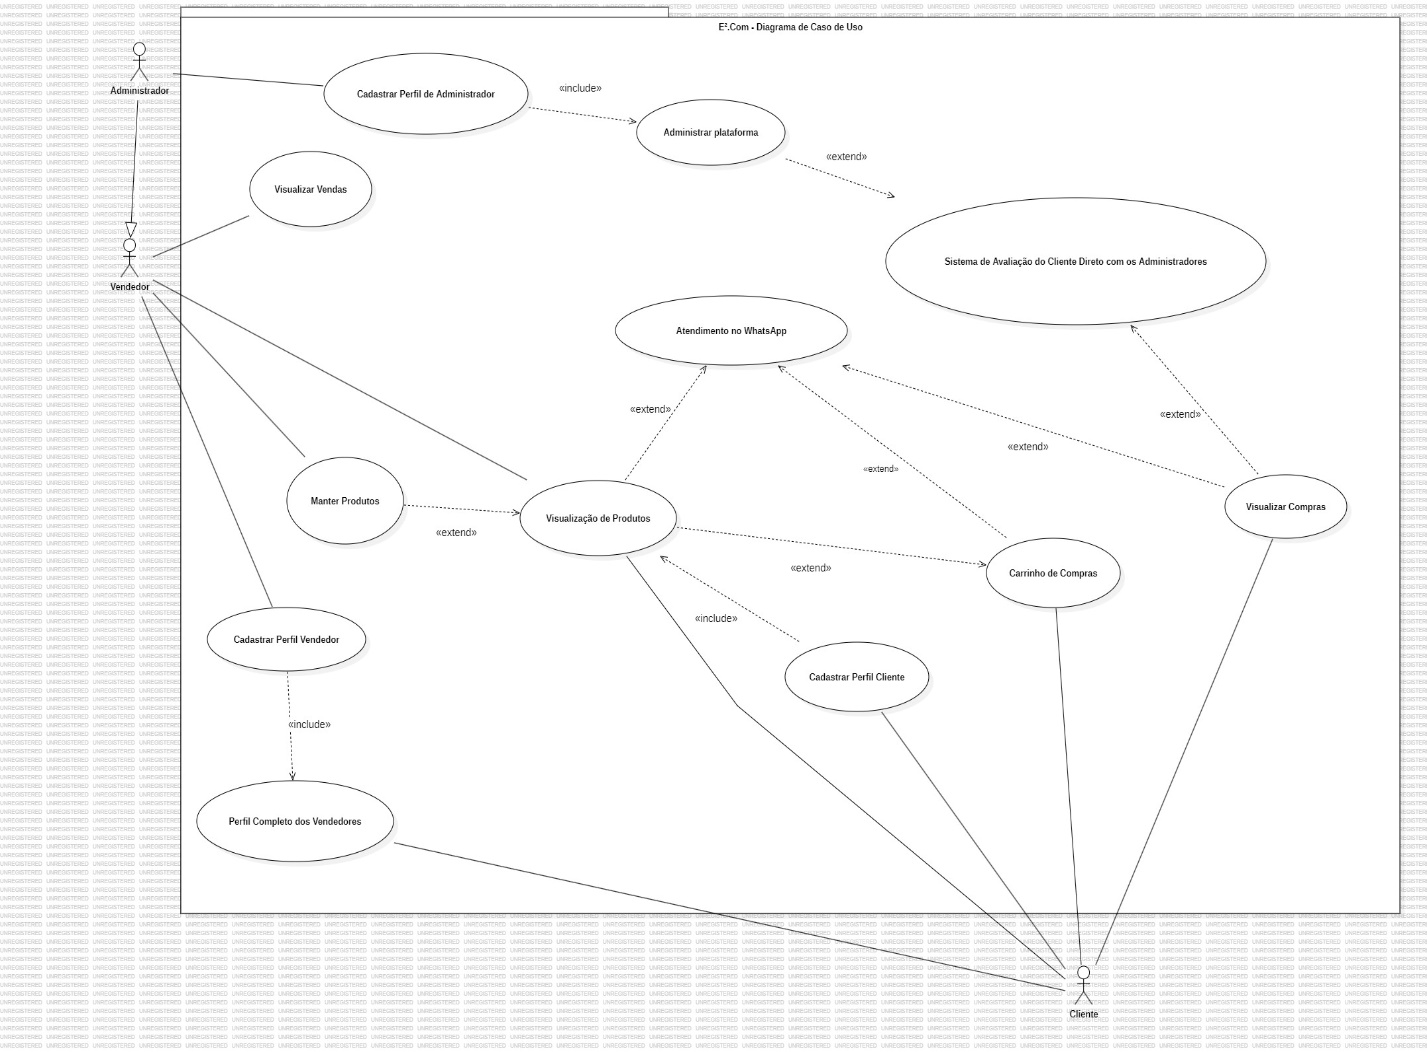 E³.Com - Diagrama de Caso de Uso
Administrador
Cadastrar Perfil de Administrador
«include»
Administrar plataforma
«extend»
Visualizar Vendas
Sistema de Avaliação do Cliente Direto com os Administradores
Vendedor
Atendimento no WhatsApp
«extend»
«extend»
«extend»
«extend»
Manter Produtos
«extend»
Visualização de Produtos
Visualizar Compras
«extend»
Carrinho de Compras
«include»
Cadastrar Perfil Vendedor
Cadastrar Perfil Cliente
«include»
Perfil Completo dos Vendedores
Cliente
UNREGISTERED